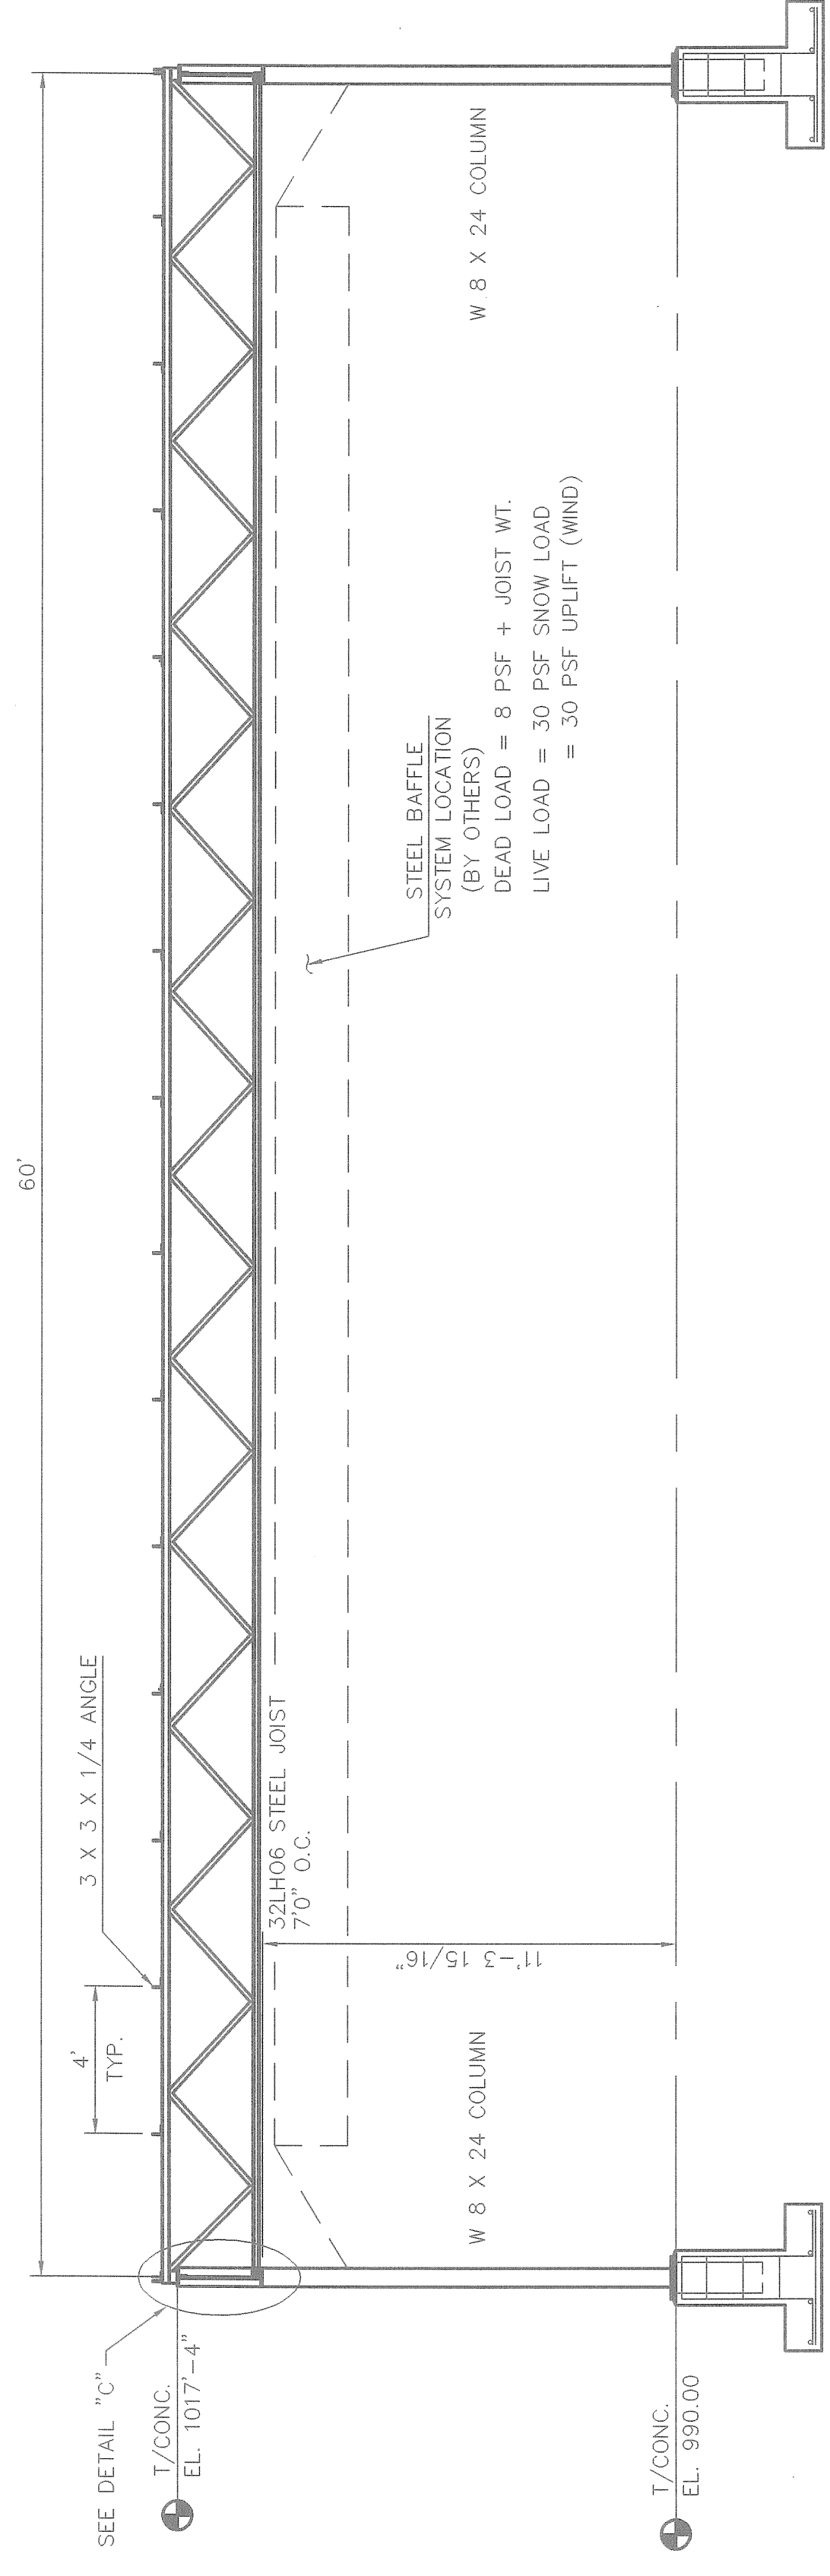 60'
3 X 3 X 1/4 ANGLE
4'
TYP.
SEE DETAIL "C"
T/CONC.
EL. 1017'-4"
32LH06 STEEL JOIST
7'0" O.C.
STEEL BAFFLE
SYSTEM LOCATION
(BY OTHERS)
DEAD LOAD = 8 PSF + JOIST WT.
LIVE LOAD = 30 PSF SNOW LOAD
= 30 PSF UPLIFT (WIND)
11'-3 15/16"
W 8 X 24 COLUMN
W 8 X 24 COLUMN
T/CONC.
EL. 990.00